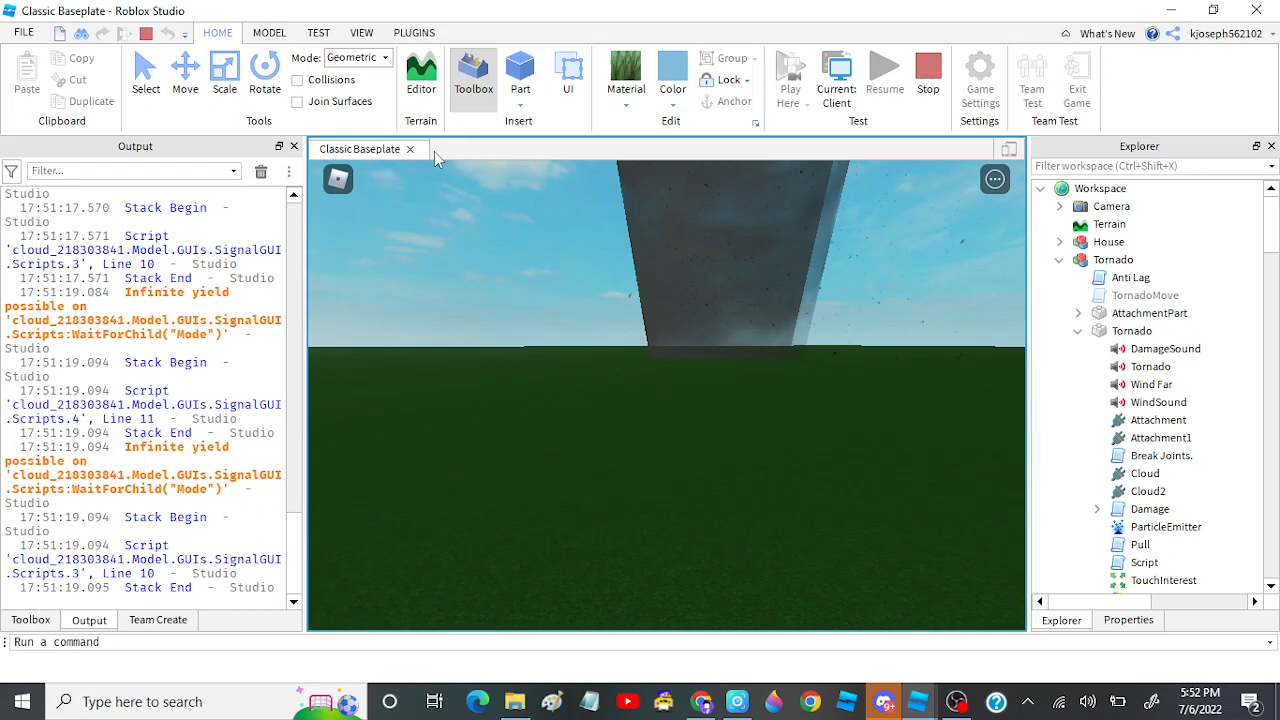 Classic Baseplate - Roblox Studio
FILE
HOME
MODEL
TEST
VIEW
PLUGINS
What's New
kjoseph562102
Paste
Copy
Cut
Duplicate
Clipboard
Select
Move
Scale
Rotate
Mode: Geometric
Collisions
Join Surfaces
Tools
Editor
Terrain
Toolbox
Part
UI
Insert
Material
Color
Group
Lock
Anchor
Edit
Play
Here
Current:
Client
Resume
Stop
Test
Game
Settings
Settings
Team
Test
Exit
Game
Team Test
Output
Filter...
Studio
17:51:17.570 Stack Begin -
Studio
17:51:17.571 Script
'cloud_218303841.Model.GUIs.SignalGUI
.Scripts.3', Line 10 - Studio
17:51:17.571 Stack End - Studio
17:51:19.084 Infinite yield
possible on
'cloud_218303841.Model.GUIs.SignalGUI
.Scripts:WaitForChild("Mode")' -
Studio
17:51:19.094 Stack Begin -
Studio
17:51:19.094 Script
'cloud_218303841.Model.GUIs.SignalGUI
.Scripts.4', Line 11 - Studio
17:51:19.094 Stack End - Studio
17:51:19.094 Infinite yield
possible on
'cloud_218303841.Model.GUIs.SignalGUI
.Scripts:WaitForChild("Mode")' -
Studio
17:51:19.094 Stack Begin -
Studio
17:51:19.094 Script
'cloud_218303841.Model.GUIs.SignalGUI
.Scripts.3', Line 10 - Studio
17:51:19.095 Stack End - Studio
Toolbox
Output
Team Create
Classic Baseplate
Explorer
Filter workspace (Ctrl+Shift+X)
Workspace
Camera
Terrain
House
Tornado
Anti Lag
TornadoMove
AttachmentPart
Tornado
DamageSound
Tornado
Wind Far
WindSound
Attachment
Attachment1
Break Joints.
Cloud
Cloud2
Damage
ParticleEmitter
Pull
Script
TouchInterest
Explorer
Properties
Run a command
Type here to search
9+
5:52 PM
7/6/2022
2